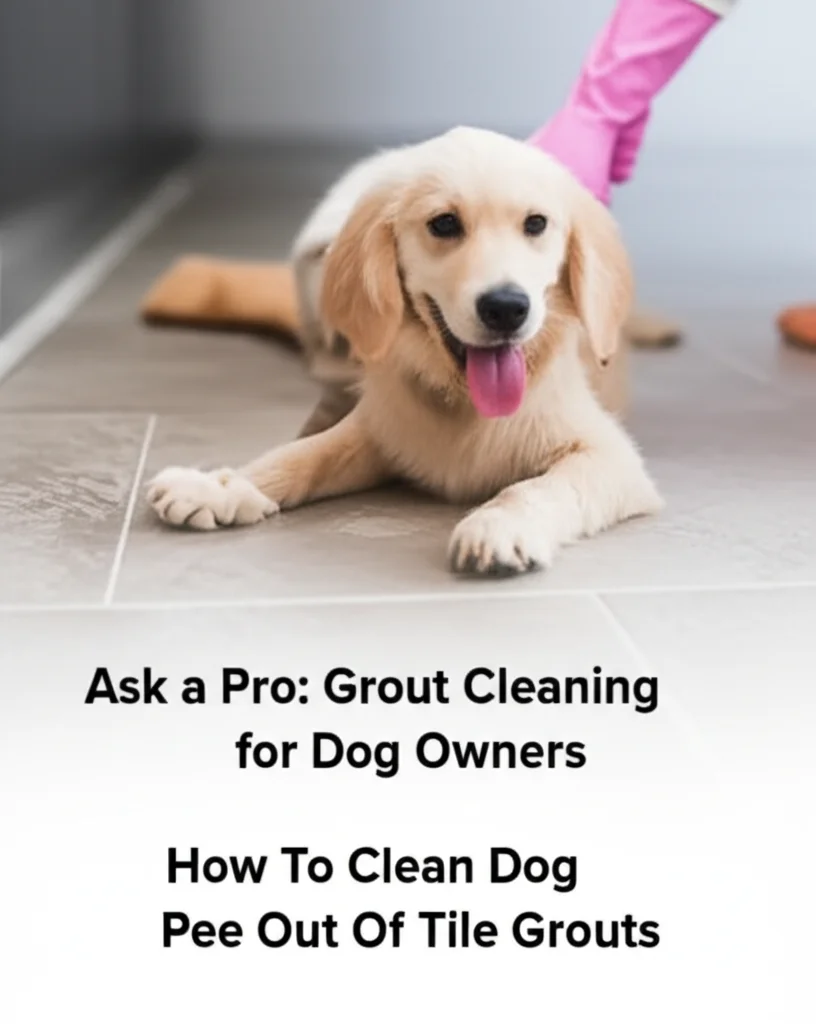 Ask a Pro: Grout Cleaning
for Dog Owners
How To Clean Dog
Pee Out Of Tile Grouts